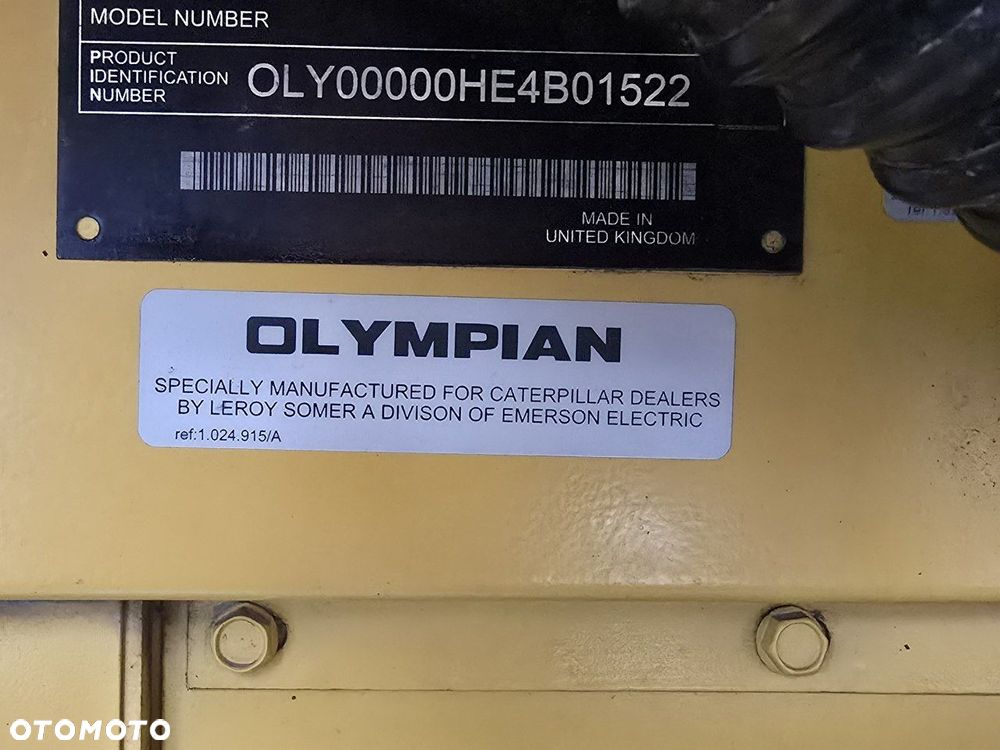 MODEL NUMBER
PRODUCT
IDENTIFICATION
NUMBER
OLY00000HE4B01522
MADE IN
UNITED KINGDOM
OLYMPIAN
SPECIALLY MANUFACTURED FOR CATERPILLAR DEALERS
BY LEROY SOMER A DIVISON OF EMERSON ELECTRIC
ref:1.024.915/A
OTOMOTO